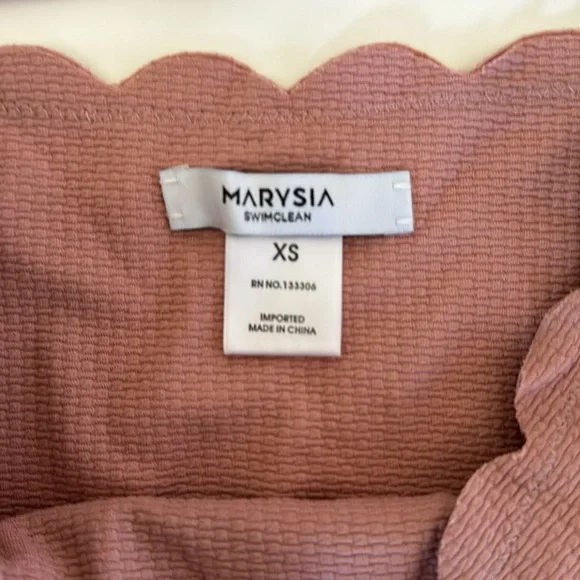 MARYSIA
SWIMCLEAN
XS
RN NO.133306
IMPORTED
MADE IN CHINA